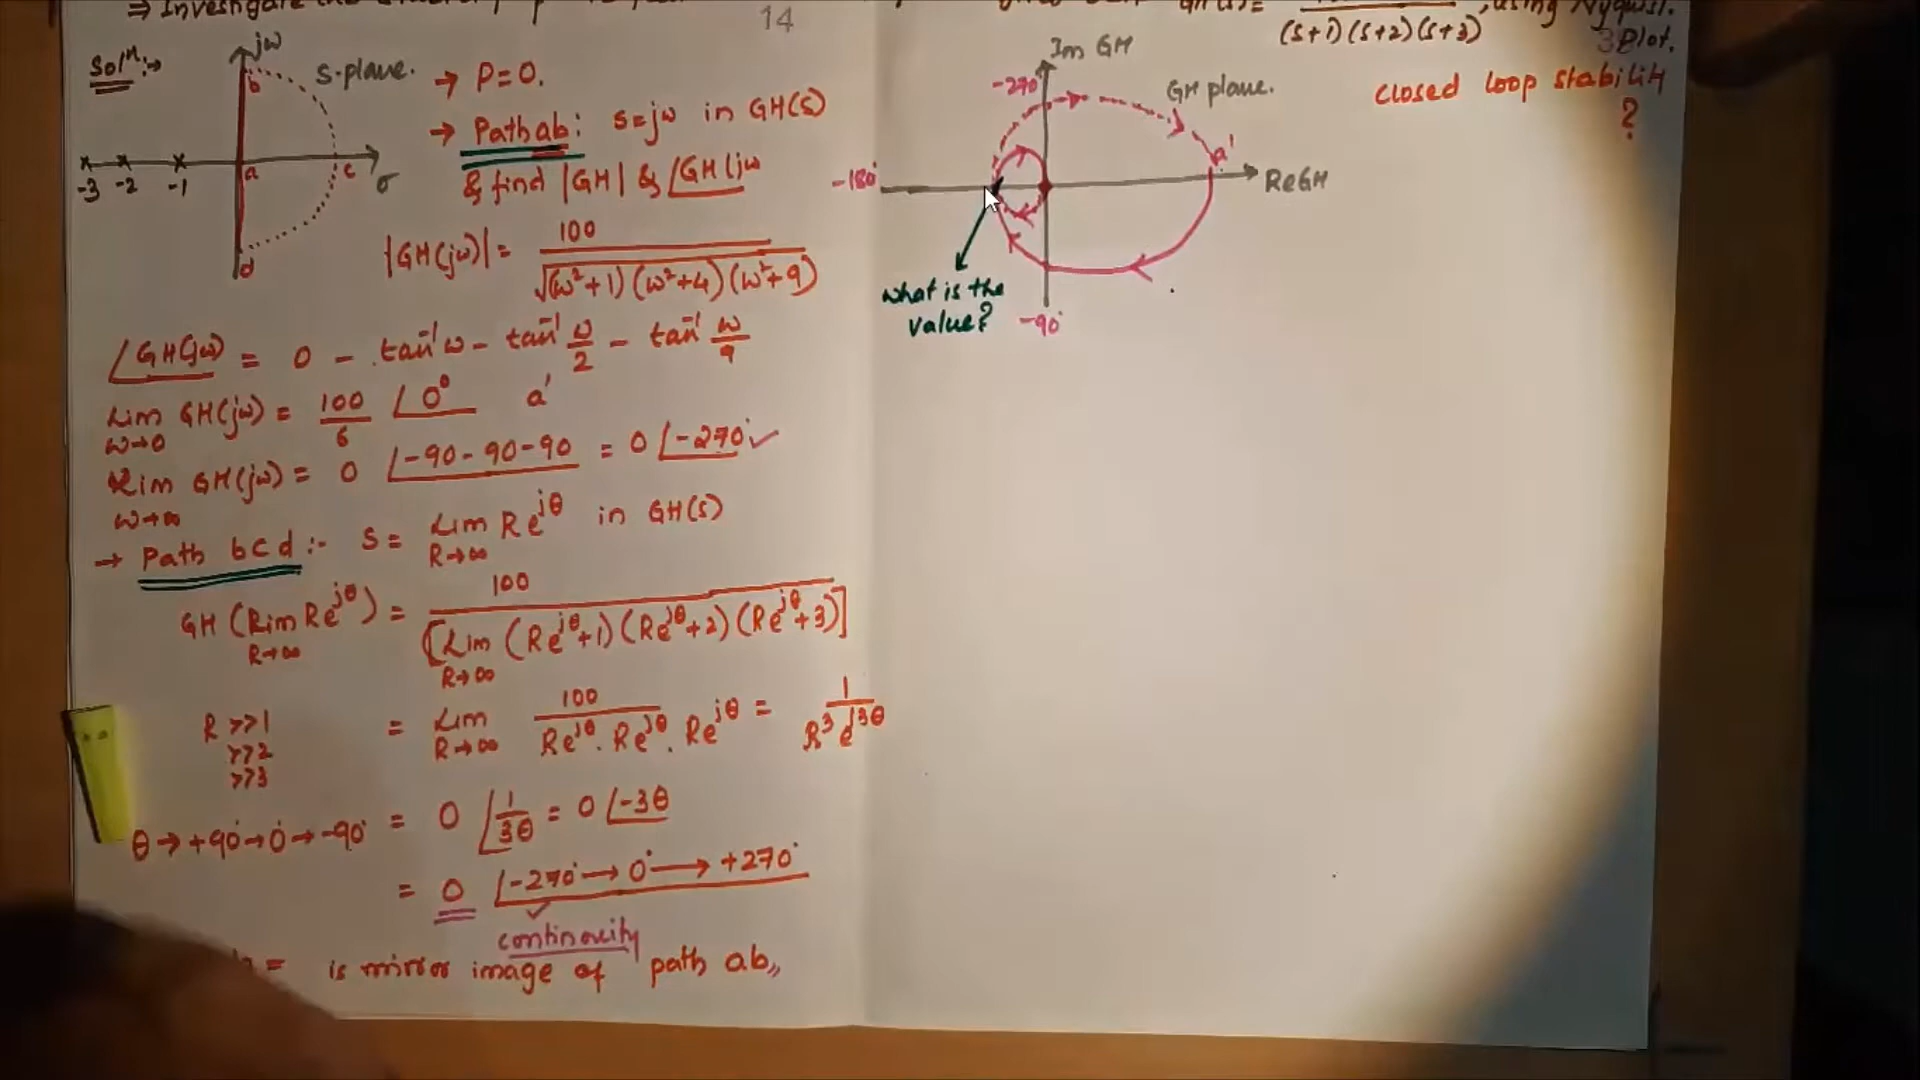 ⇒ Investigate the
14
GH(s) =
(s+1)(s+2)(s+3)
, using Nyquist
Plot.
closed loop stability
?
Solⁿ:→
jω
S-plane.
b
a
c
d
σ
-3 -2 -1
→ P=0.
→ Path ab: s=jω in GH(s)
& find |GH| & ∠GH(jω
|GH(jω)| = 100 / √(ω²+1)(ω²+4)(ω²+9)
∠GH(jω) = 0 - tan⁻¹ω - tan⁻¹ ω/2 - tan⁻¹ ω/9
Lim ω→0 GH(jω) = 100/6 ∠0° a'
Lim ω→∞ GH(jω) = 0 ∠-90-90-90 = 0 ∠-270° ✓
→ Path bcd:- s = Lim R→∞ Re^jθ in GH(s)
GH(Lim R→∞ Re^jθ) = 100 / [Lim R→∞ (Re^jθ+1)(Re^jθ+2)(Re^jθ+3)]
R >>1
>>2
>>3
= Lim R→∞ 100 / Re^jθ . Re^jθ . Re^jθ = 1 / R³e^j3θ
θ→+90→0→-90° = 0 ∠1/3θ = 0 ∠-3θ
= 0 ∠-270°→0°→+270°
✓
continouity
= is mirror image of path ab,,
Im GH
-270°
GH plane.
a'
-180°
ReGH
what is the
value?
-90°